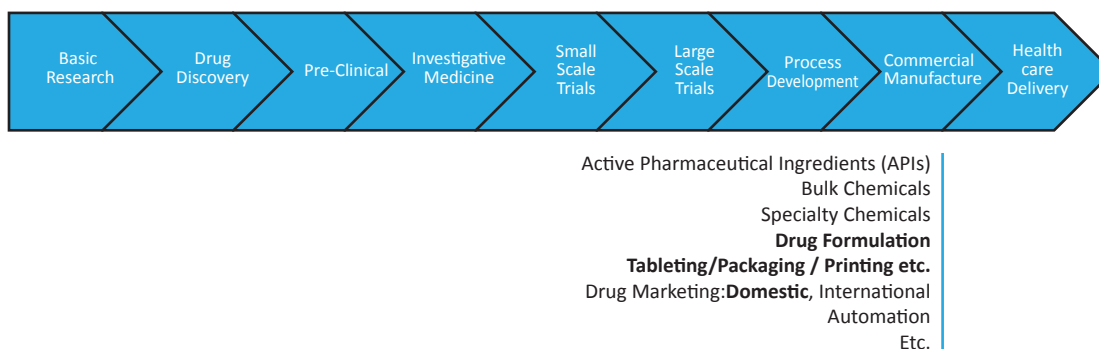 Basic
Research
Drug
Discovery
Pre-Clinical
Investigative
Medicine
Small
Scale
Trials
Large
Scale
Trials
Process
Development
Commercial
Manufacture
Health
care
Delivery
Active Pharmaceutical Ingredients (APIs)
Bulk Chemicals
Specialty Chemicals
Drug Formulation
Tableting/Packaging / Printing etc.
Drug Marketing:Domestic, International
Automation
Etc.